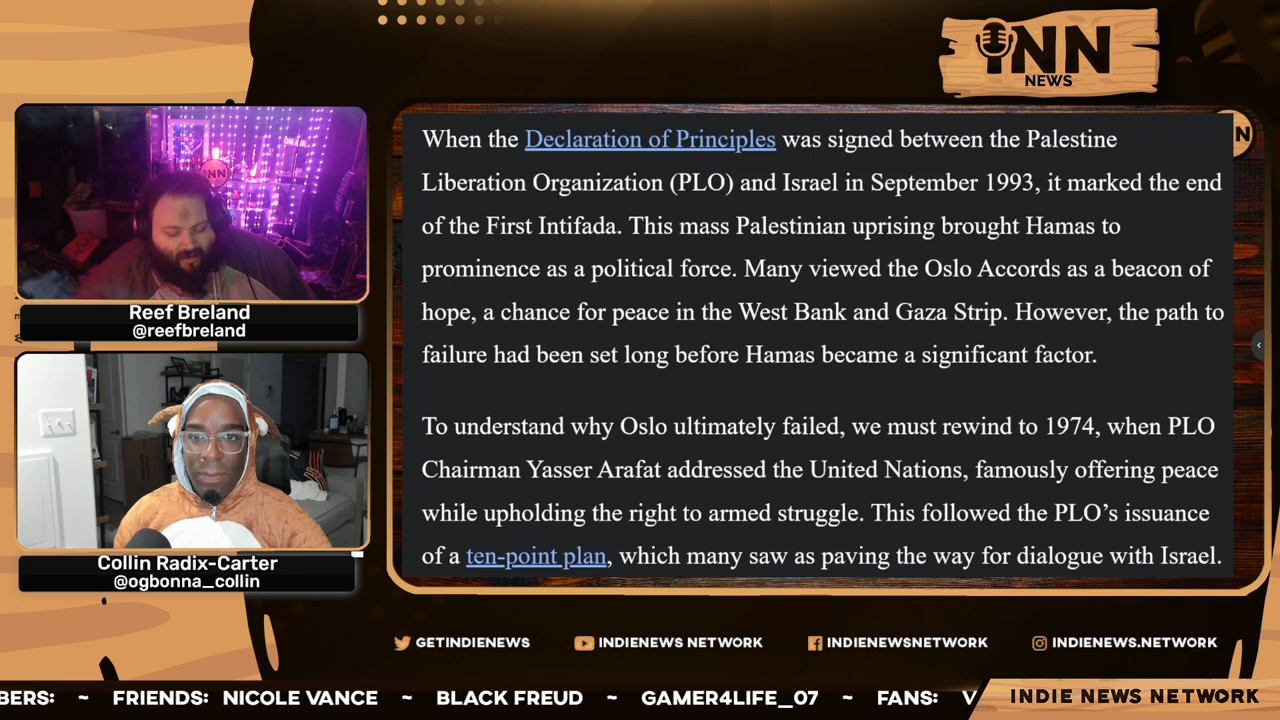 INN
NEWS
When the Declaration of Principles was signed between the Palestine
Liberation Organization (PLO) and Israel in September 1993, it marked the end
of the First Intifada. This mass Palestinian uprising brought Hamas to
prominence as a political force. Many viewed the Oslo Accords as a beacon of
hope, a chance for peace in the West Bank and Gaza Strip. However, the path to
failure had been set long before Hamas became a significant factor.
To understand why Oslo ultimately failed, we must rewind to 1974, when PLO
Chairman Yasser Arafat addressed the United Nations, famously offering peace
while upholding the right to armed struggle. This followed the PLO’s issuance
of a ten-point plan, which many saw as paving the way for dialogue with Israel.
INN
Reef Breland
@reefbreland
Collin Radix-Carter
@ogbonna_collin
GETINDIENEWS
INDIENEWS NETWORK
INDIENEWSNETWORK
INDIENEWS.NETWORK
BERS: ~ FRIENDS: NICOLE VANCE ~ BLACK FREUD ~ GAMER4LIFE_07 ~ FANS: V
INDIE NEWS NETWORK